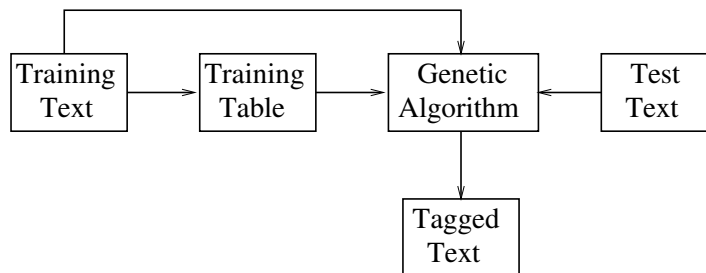 Training
Text
Training
Table
Genetic
Algorithm
Test
Text
Tagged
Text